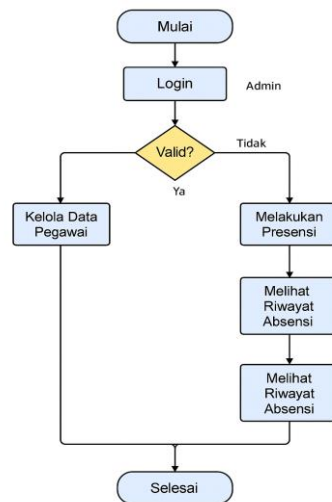 Mulai
Login
Admin
Valid?
Tidak
Ya
Kelola Data
Pegawai
Melakukan
Presensi
Melihat
Riwayat
Absensi
Melihat
Riwayat
Absensi
Selesai